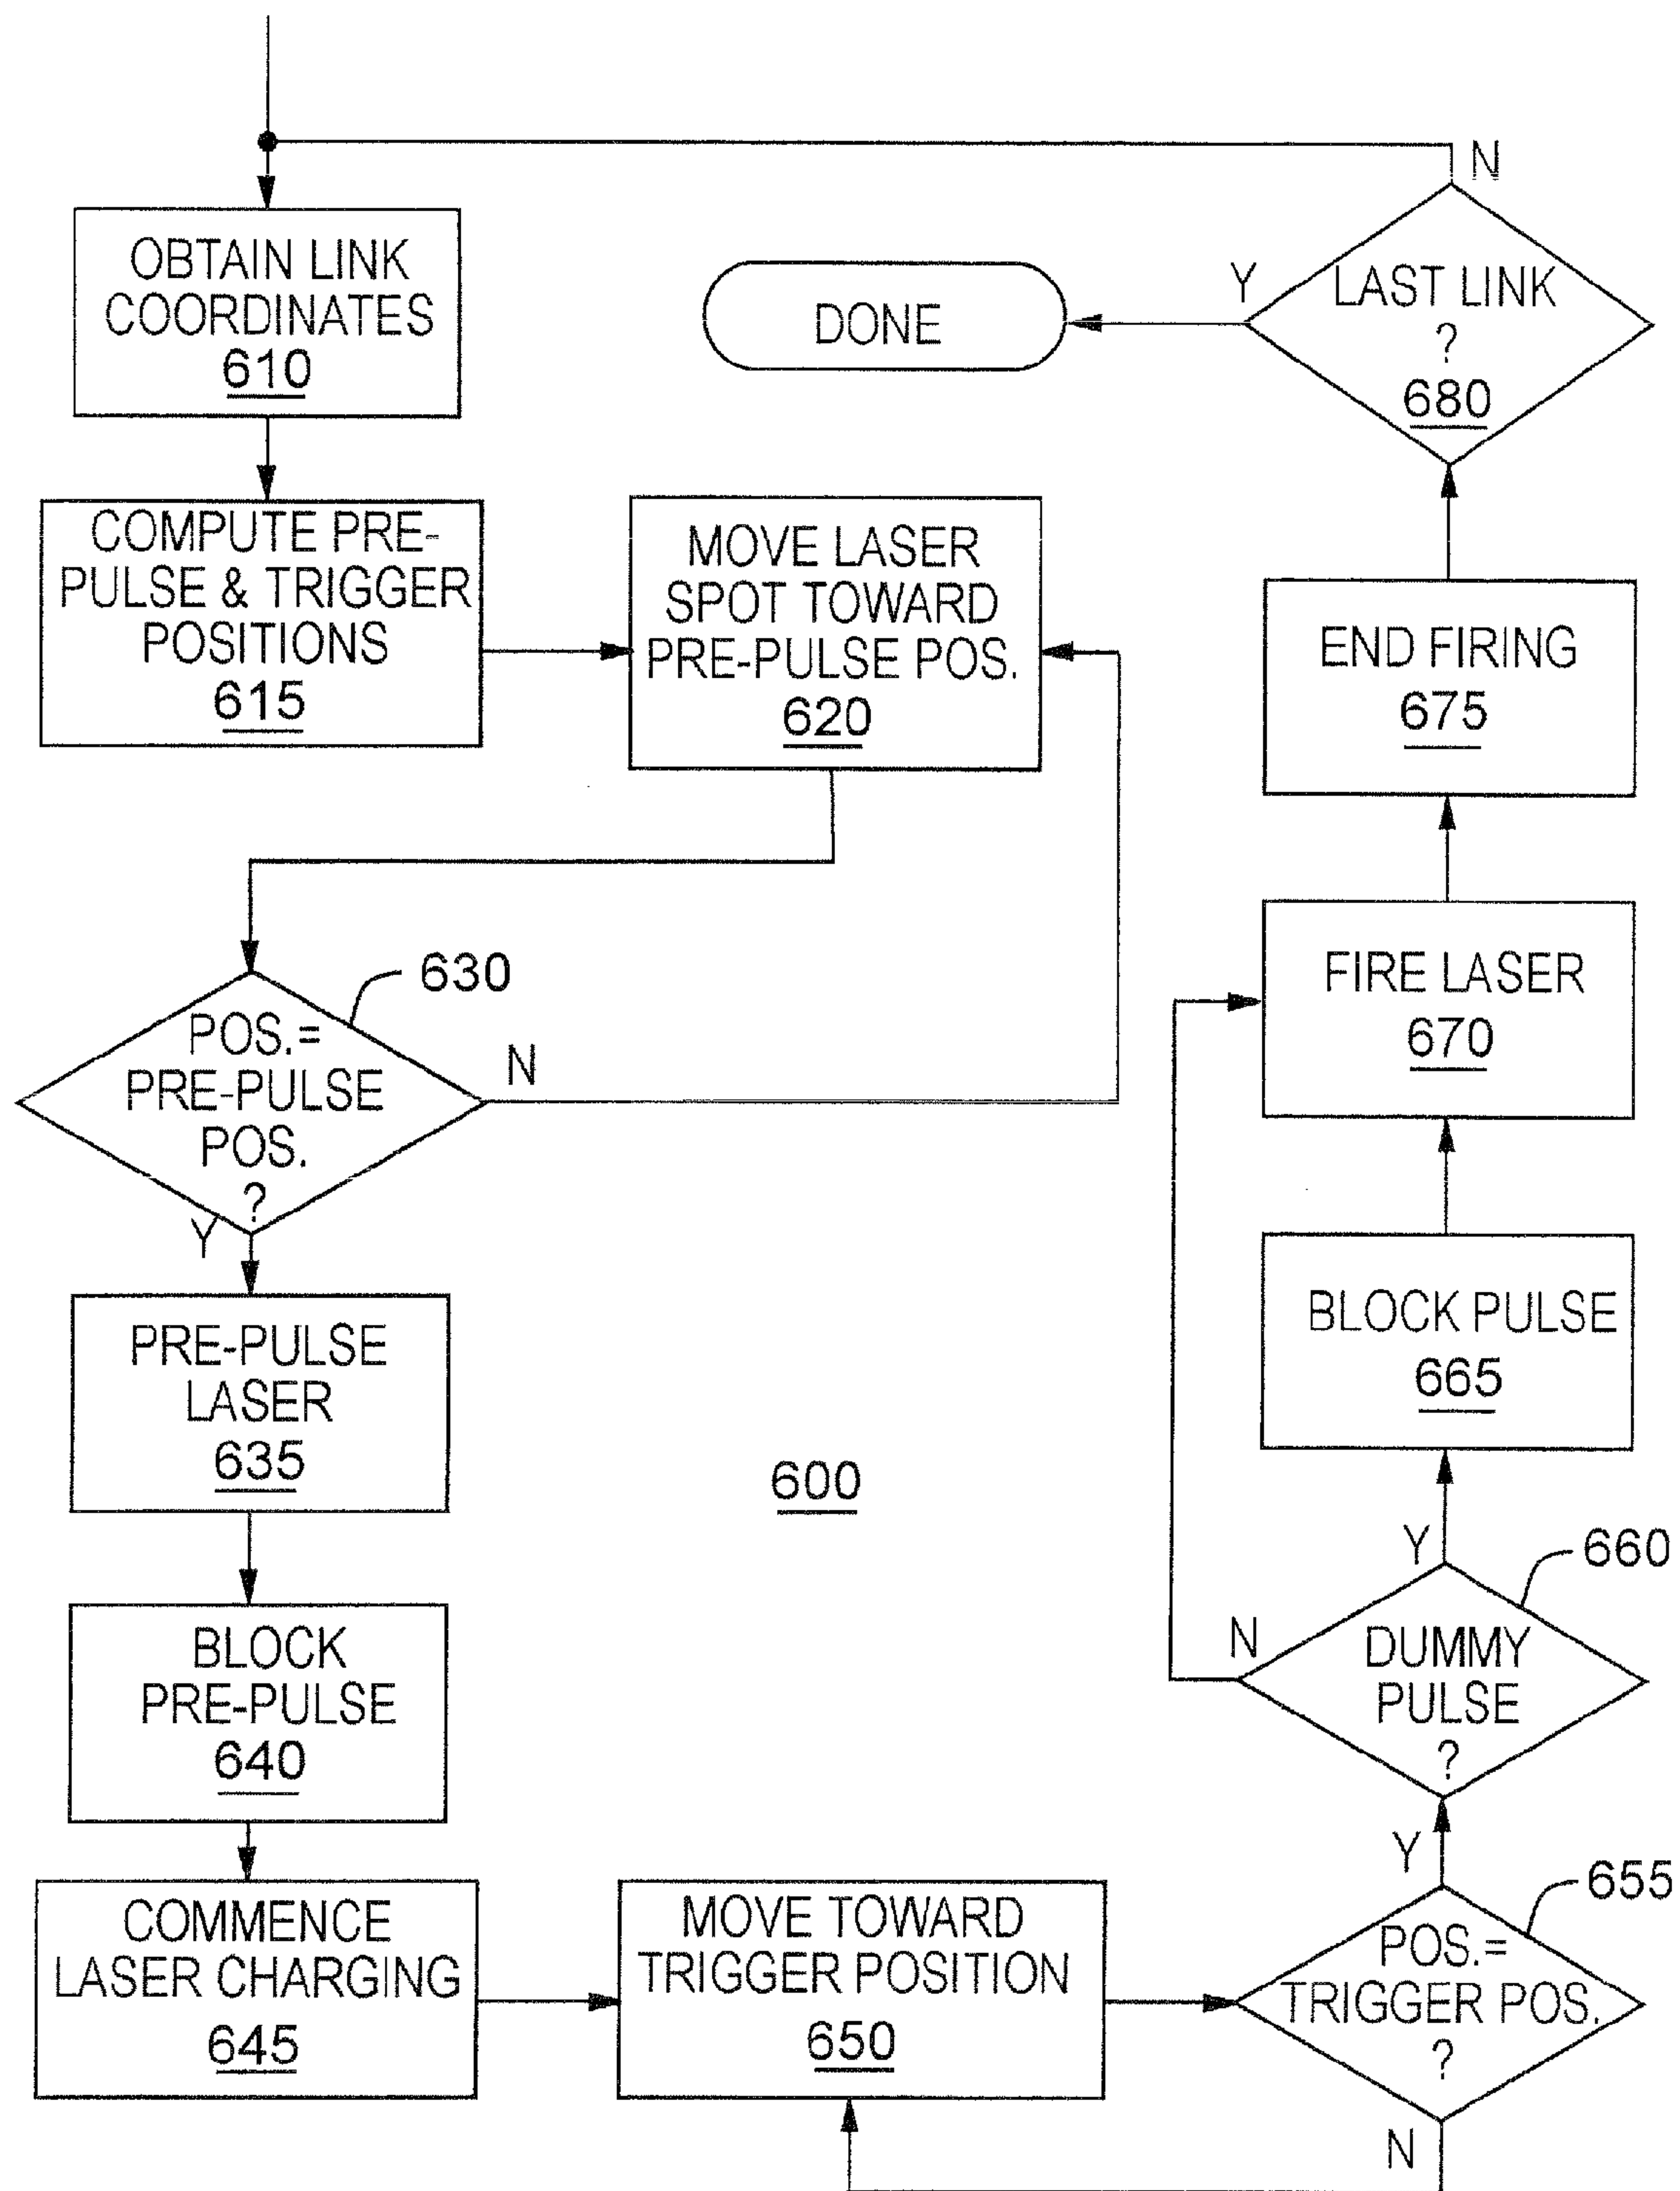 OBTAIN LINK
COORDINATES
610
COMPUTE PRE-
PULSE & TRIGGER
POSITIONS
615
MOVE LASER
SPOT TOWARD
PRE-PULSE POS.
620
630
POS.=
PRE-PULSE
POS.
?
N
Y
PRE-PULSE
LASER
635
BLOCK
PRE-PULSE
640
COMMENCE
LASER CHARGING
645
MOVE TOWARD
TRIGGER POSITION
650
655
POS.=
TRIGGER POS.
?
N
Y
660
DUMMY
PULSE
?
N
Y
BLOCK PULSE
665
FIRE LASER
670
END FIRING
675
LAST LINK
?
680
N
Y
DONE
600